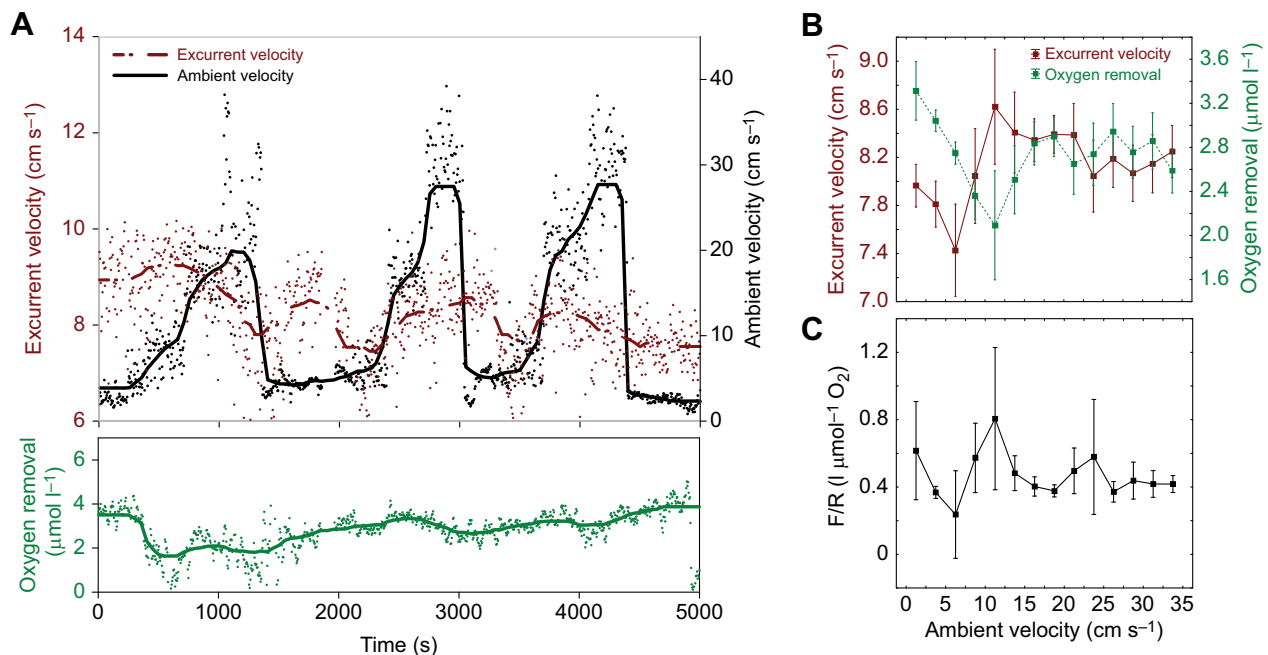 A
Excurrent velocity (cm s–1)
14
12
10
8
6
Excurrent velocity
Ambient velocity
40
30
20
10
0
Ambient velocity (cm s–1)
Oxygen removal
(μmol l–1)
6
4
2
0
0 1000 2000 3000 4000 5000
Time (s)
B
Excurrent velocity (cm s–1)
9.0
8.6
8.2
7.8
7.4
7.0
Excurrent velocity
Oxygen removal
3.6
3.2
2.8
2.4
2.0
1.6
Oxygen removal (μmol l–1)
C
F/R (l μmol–1 O2)
1.2
0.8
0.4
0
0 5 10 15 20 25 30 35
Ambient velocity (cm s–1)